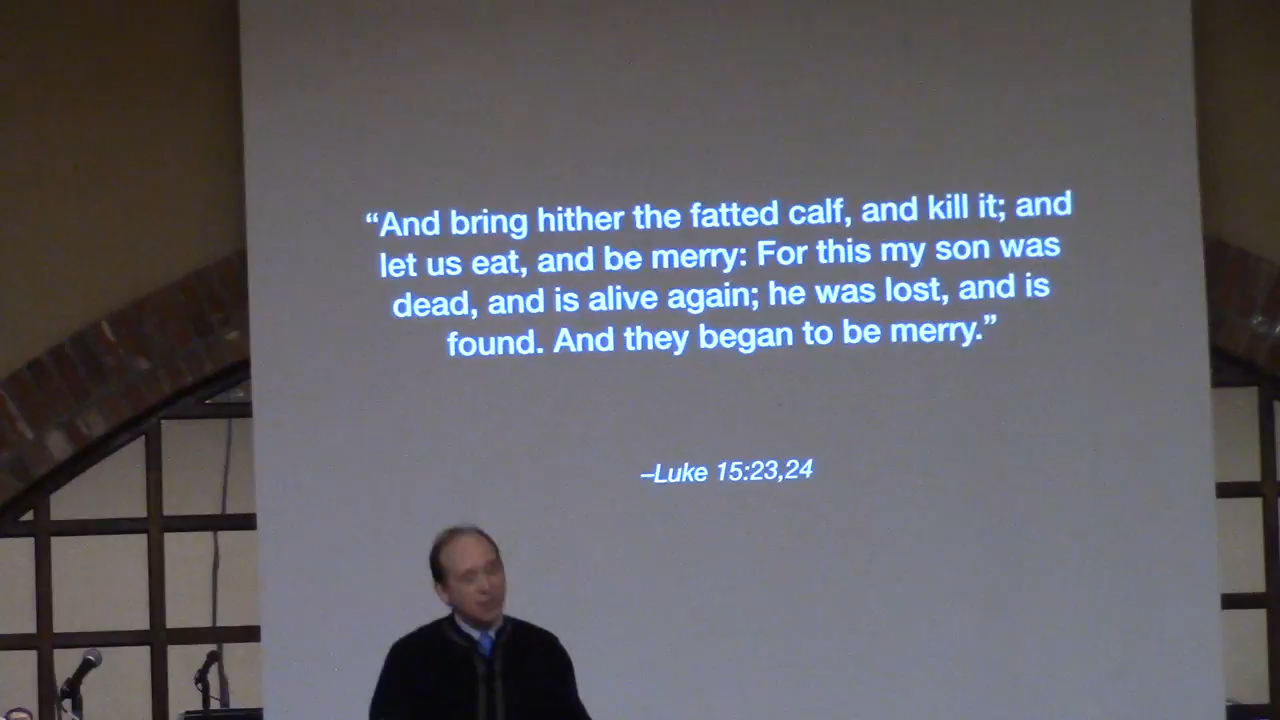 “And bring hither the fatted calf, and kill it; and
let us eat, and be merry: For this my son was
dead, and is alive again; he was lost, and is
found. And they began to be merry.”
–Luke 15:23,24